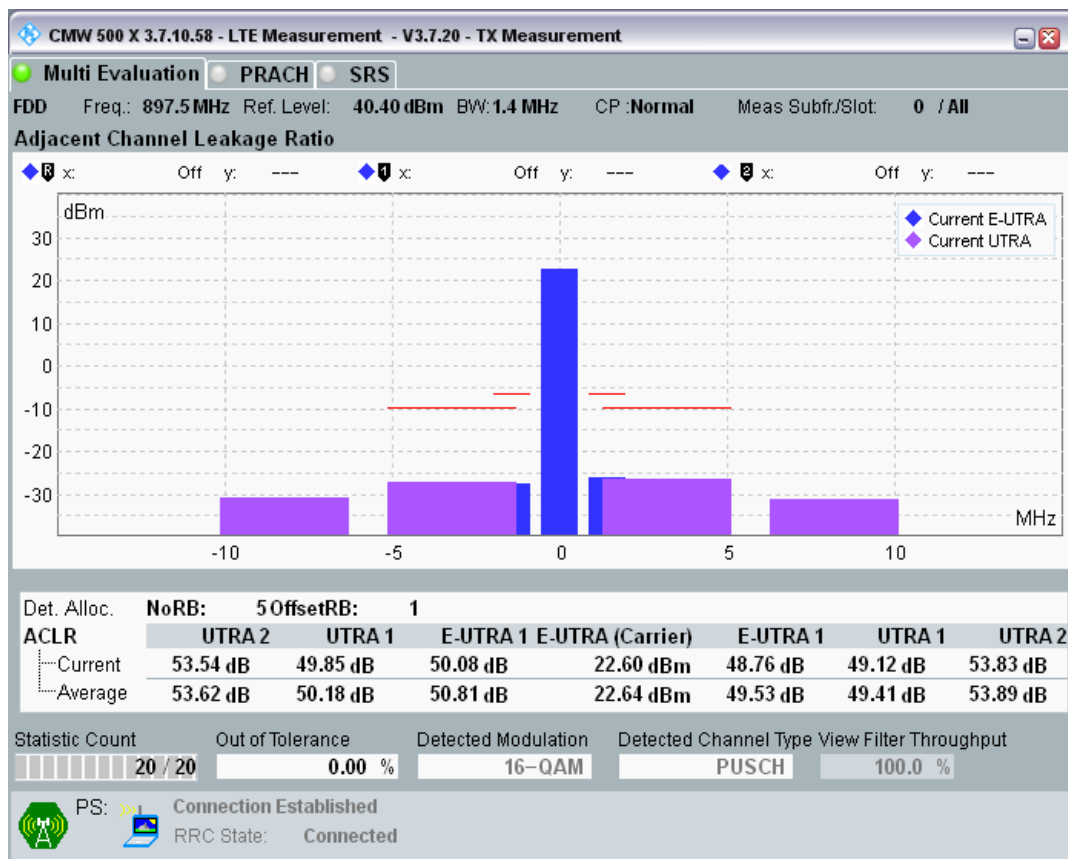 CMW 500 X 3.7.10.58 - LTE Measurement - V3.7.20 - TX Measurement
Multi Evaluation PRACH SRS
FDD Freq.: 897.5 MHz Ref. Level: 40.40 dBm BW: 1.4 MHz CP :Normal Meas Subfr./Slot: 0 / All
Adjacent Channel Leakage Ratio
R x: Off y: --- 1 x: Off y: --- 2 x: Off y: ---
dBm
Current E-UTRA
Current UTRA
30
20
10
0
-10
-20
-30
MHz
-10 -5 0 5 10
Det. Alloc. NoRB: 5 OffsetRB: 1
ACLR UTRA 2 UTRA 1 E-UTRA 1 E-UTRA (Carrier) E-UTRA 1 UTRA 1 UTRA 2
Current 53.54 dB 49.85 dB 50.08 dB 22.60 dBm 48.76 dB 49.12 dB 53.83 dB
Average 53.62 dB 50.18 dB 50.81 dB 22.64 dBm 49.53 dB 49.41 dB 53.89 dB
Statistic Count Out of Tolerance Detected Modulation Detected Channel Type View Filter Throughput
20 / 20 0.00 % 16-QAM PUSCH 100.0 %
PS: Connection Established
RRC State: Connected